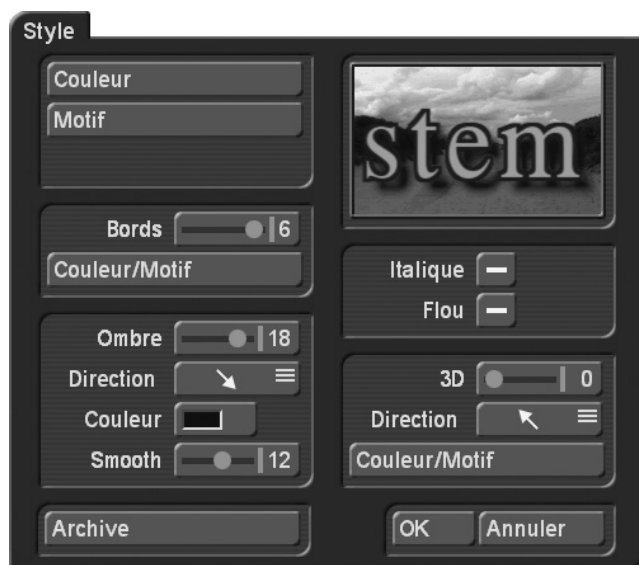 Style
Couleur
Motif
stem
Bords 6
Couleur/Motif
Italique
Flou
Ombre 18
Direction
Couleur
Smooth 12
3D 0
Direction
Couleur/Motif
Archive
OK
Annuler